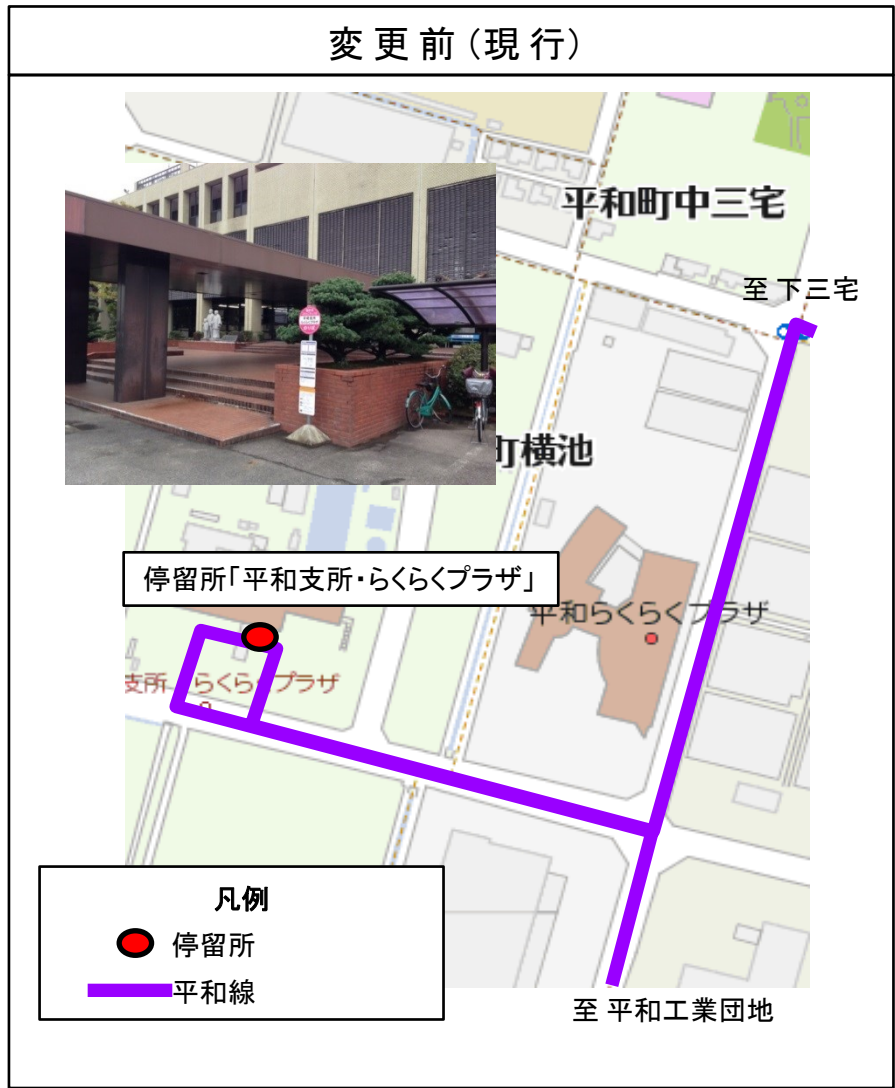 変更前（現行）
平和町中三宅
至 下三宅
町横池
停留所「平和支所・らくらくプラザ」
平和らくらくプラザ
支所 らくらくプラザ
凡例
停留所
平和線
至 平和工業団地